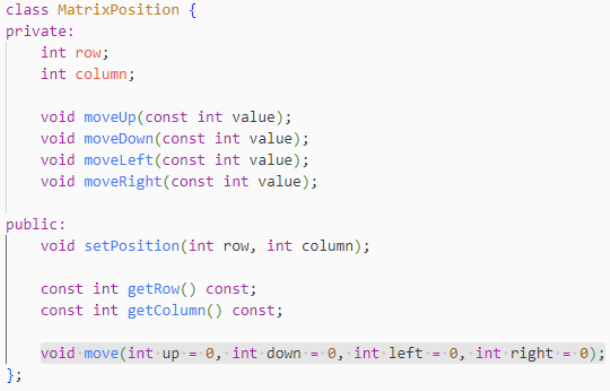 class MatrixPosition {
private:
    int row;
    int column;

    void moveUp(const int value);
    void moveDown(const int value);
    void moveLeft(const int value);
    void moveRight(const int value);

public:
    void setPosition(int row, int column);

    const int getRow() const;
    const int getColumn() const;

    void move(int up = 0, int down = 0, int left = 0, int right = 0);
};